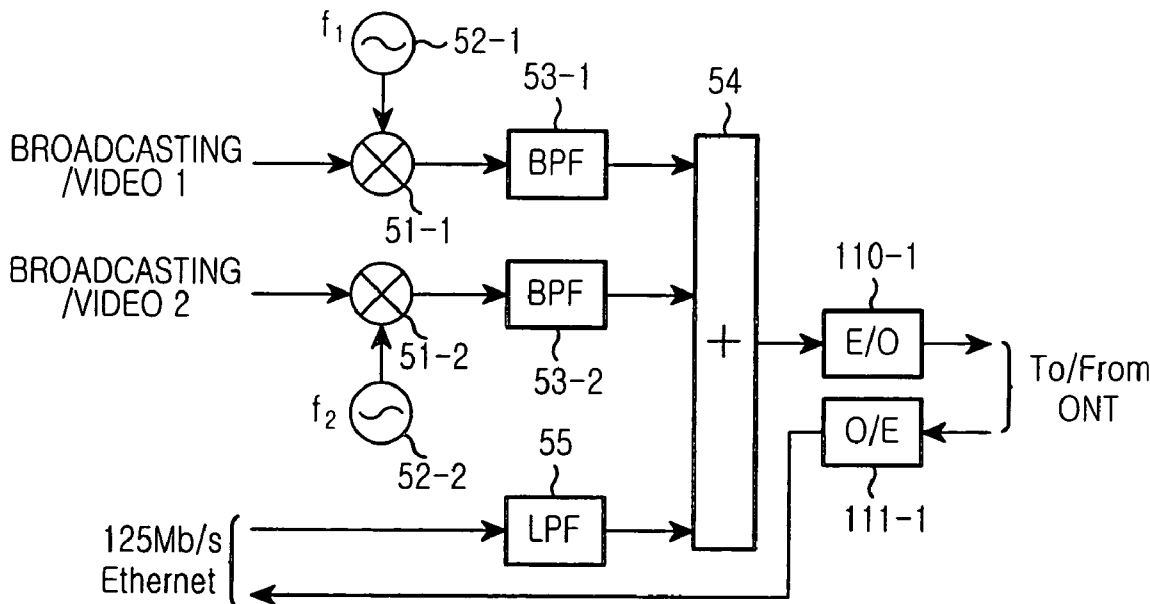 f1
52-1
53-1
54
BROADCASTING
/VIDEO 1
BPF
51-1
BROADCASTING
/VIDEO 2
BPF
110-1
51-2
53-2
+
E/O
To/From
ONT
f2
O/E
52-2
55
111-1
125Mb/s
Ethernet
LPF